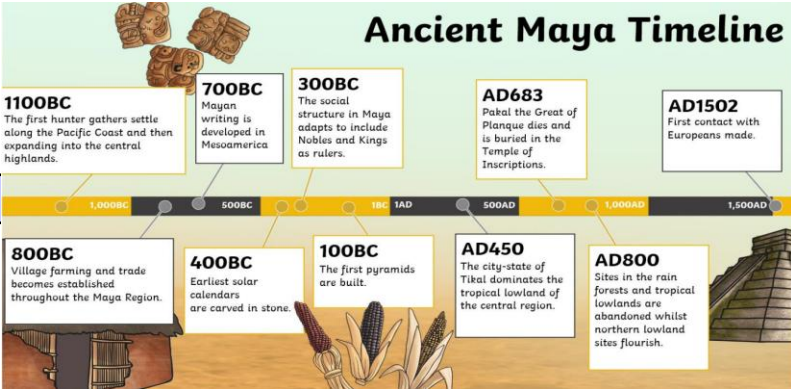 Ancient Maya Timeline
1100BC
The first hunter gathers settle
along the Pacific Coast and then
expanding into the central
highlands.
700BC
Mayan
writing is
developed in
Mesoamerica
300BC
The social
structure in Maya
adapts to include
Nobles and Kings
as rulers.
AD683
Pakal the Great of
Planque dies and
is buried in the
Temple of
Inscriptions.
AD1502
First contact with
Europeans made.
1,000BC
500BC
1BC
1AD
500AD
1,000AD
1,500AD
800BC
Village farming and trade
becomes established
throughout the Maya Region.
400BC
Earliest solar
calendars
are carved in stone.
100BC
The first pyramids
are built.
AD450
The city-state of
Tikal dominates the
tropical lowland of
the central region.
AD800
Sites in the rain
forests and tropical
lowlands are
abandoned whilst
northern lowland
sites flourish.